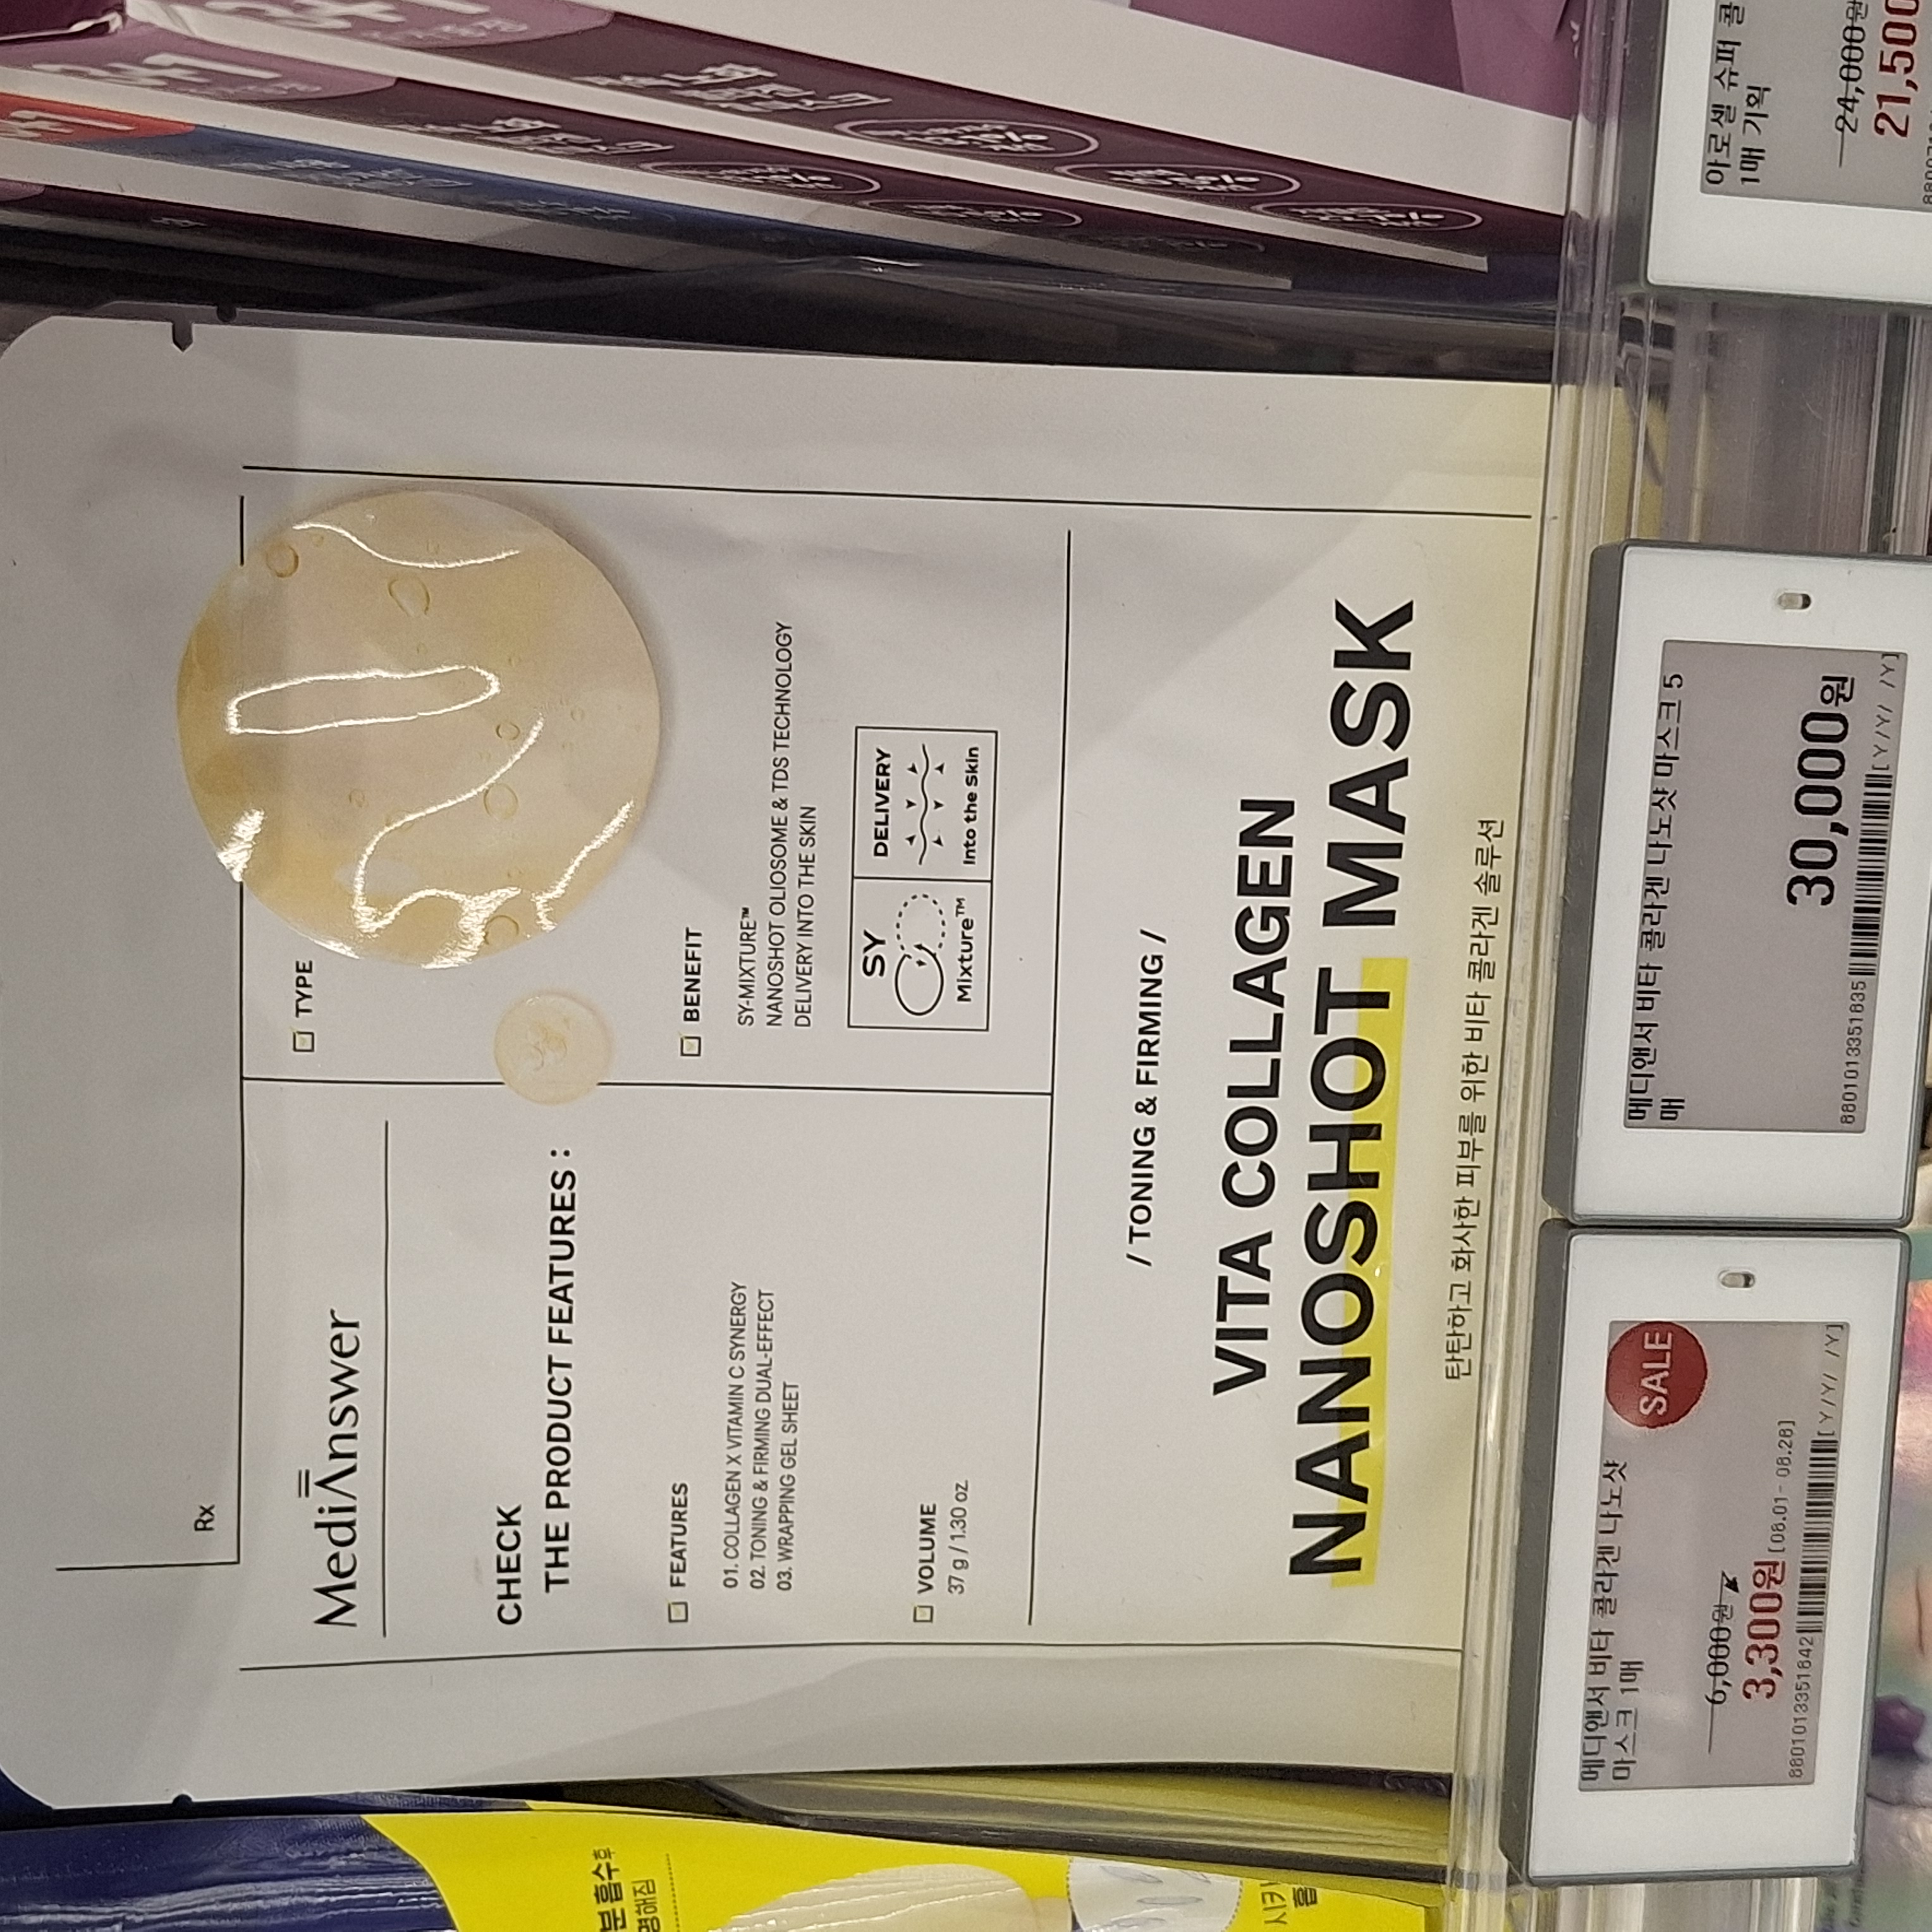 Rx
MediAnswer
CHECK
THE PRODUCT FEATURES :
FEATURES
01. COLLAGEN X VITAMIN C SYNERGY
02. TONING & FIRMING DUAL-EFFECT
03. WRAPPING GEL SHEET
VOLUME
37 g / 1.30 oz.
TYPE
BENEFIT
SY-MIXTURE™
NANOSHOT OLIOSOME & TDS TECHNOLOGY
DELIVERY INTO THE SKIN
SY
Mixture™
DELIVERY
Into the Skin
/ TONING & FIRMING /
VITA COLLAGEN
NANOSHOT MASK
탄탄하고 화사한 피부를 위한 비타 콜라겐 솔루션
메디앤서 비타 콜라겐 나노샷
마스크 1매
SALE
6,000원
3,300원 [08.01- 08.28]
8801013351842 [ Y/Y/ /Y]
메디앤서 비타 콜라겐 나노샷 마스크 5
매
30,000원
8801013351835 [ Y/Y/ /Y]
아로셀 슈퍼 콜
1매 기획
24,000원
21,500
분 흡수후
3+1